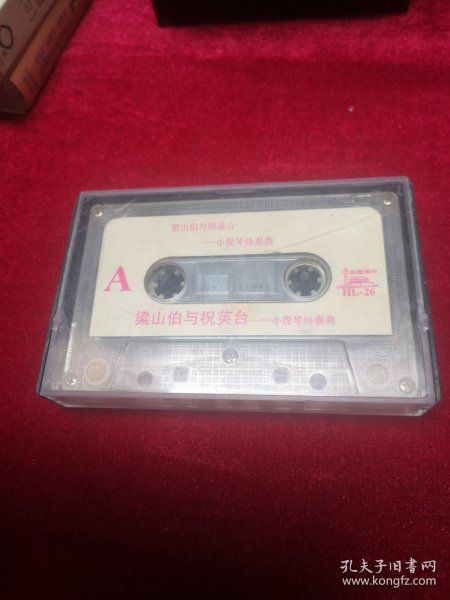 梁山伯与祝英台
——小提琴协奏曲
A
HL-26
梁山伯与祝英台——小提琴协奏曲
孔夫子旧书网
www.kongfz.com